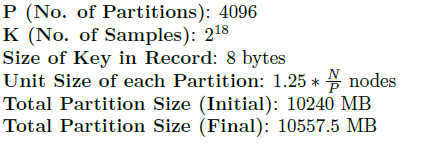 P (No. of Partitions): 4096
K (No. of Samples): 2^18
Size of Key in Record: 8 bytes
Unit Size of each Partition: 1.25 * N/P nodes
Total Partition Size (Initial): 10240 MB
Total Partition Size (Final): 10557.5 MB